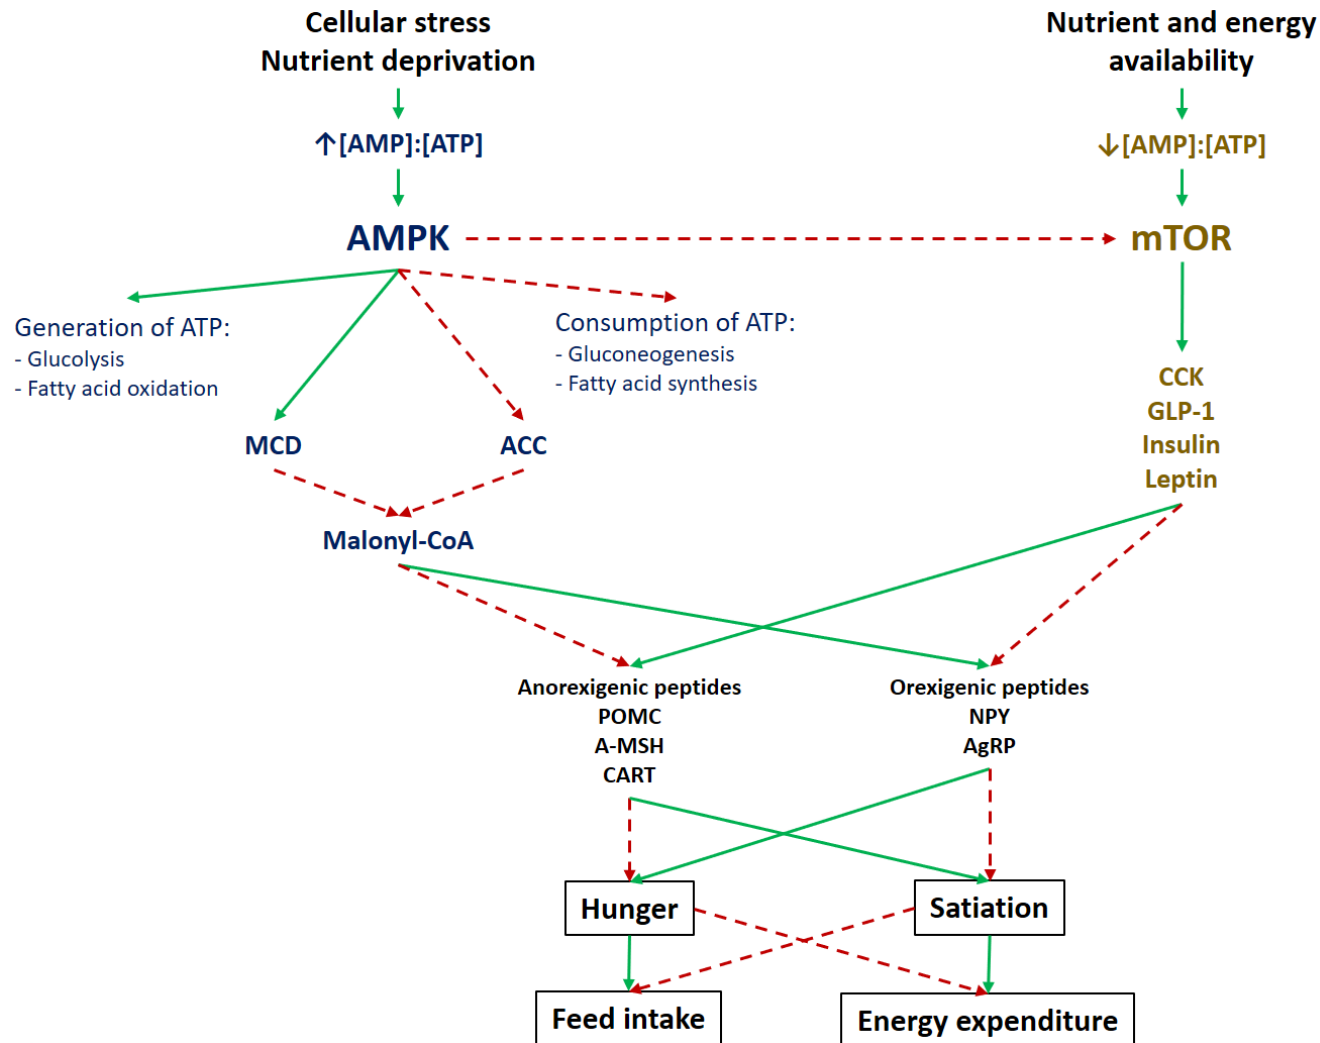 Cellular stress
Nutrient deprivation
Nutrient and energy
availability
↑[AMP]:[ATP]
↓[AMP]:[ATP]
AMPK
mTOR
Generation of ATP:
- Glucolysis
- Fatty acid oxidation
Consumption of ATP:
- Gluconeogenesis
- Fatty acid synthesis
CCK
GLP-1
Insulin
Leptin
MCD
ACC
Malonyl-CoA
Anorexigenic peptides
POMC
A-MSH
CART
Orexigenic peptides
NPY
AgRP
Hunger
Satiation
Feed intake
Energy expenditure